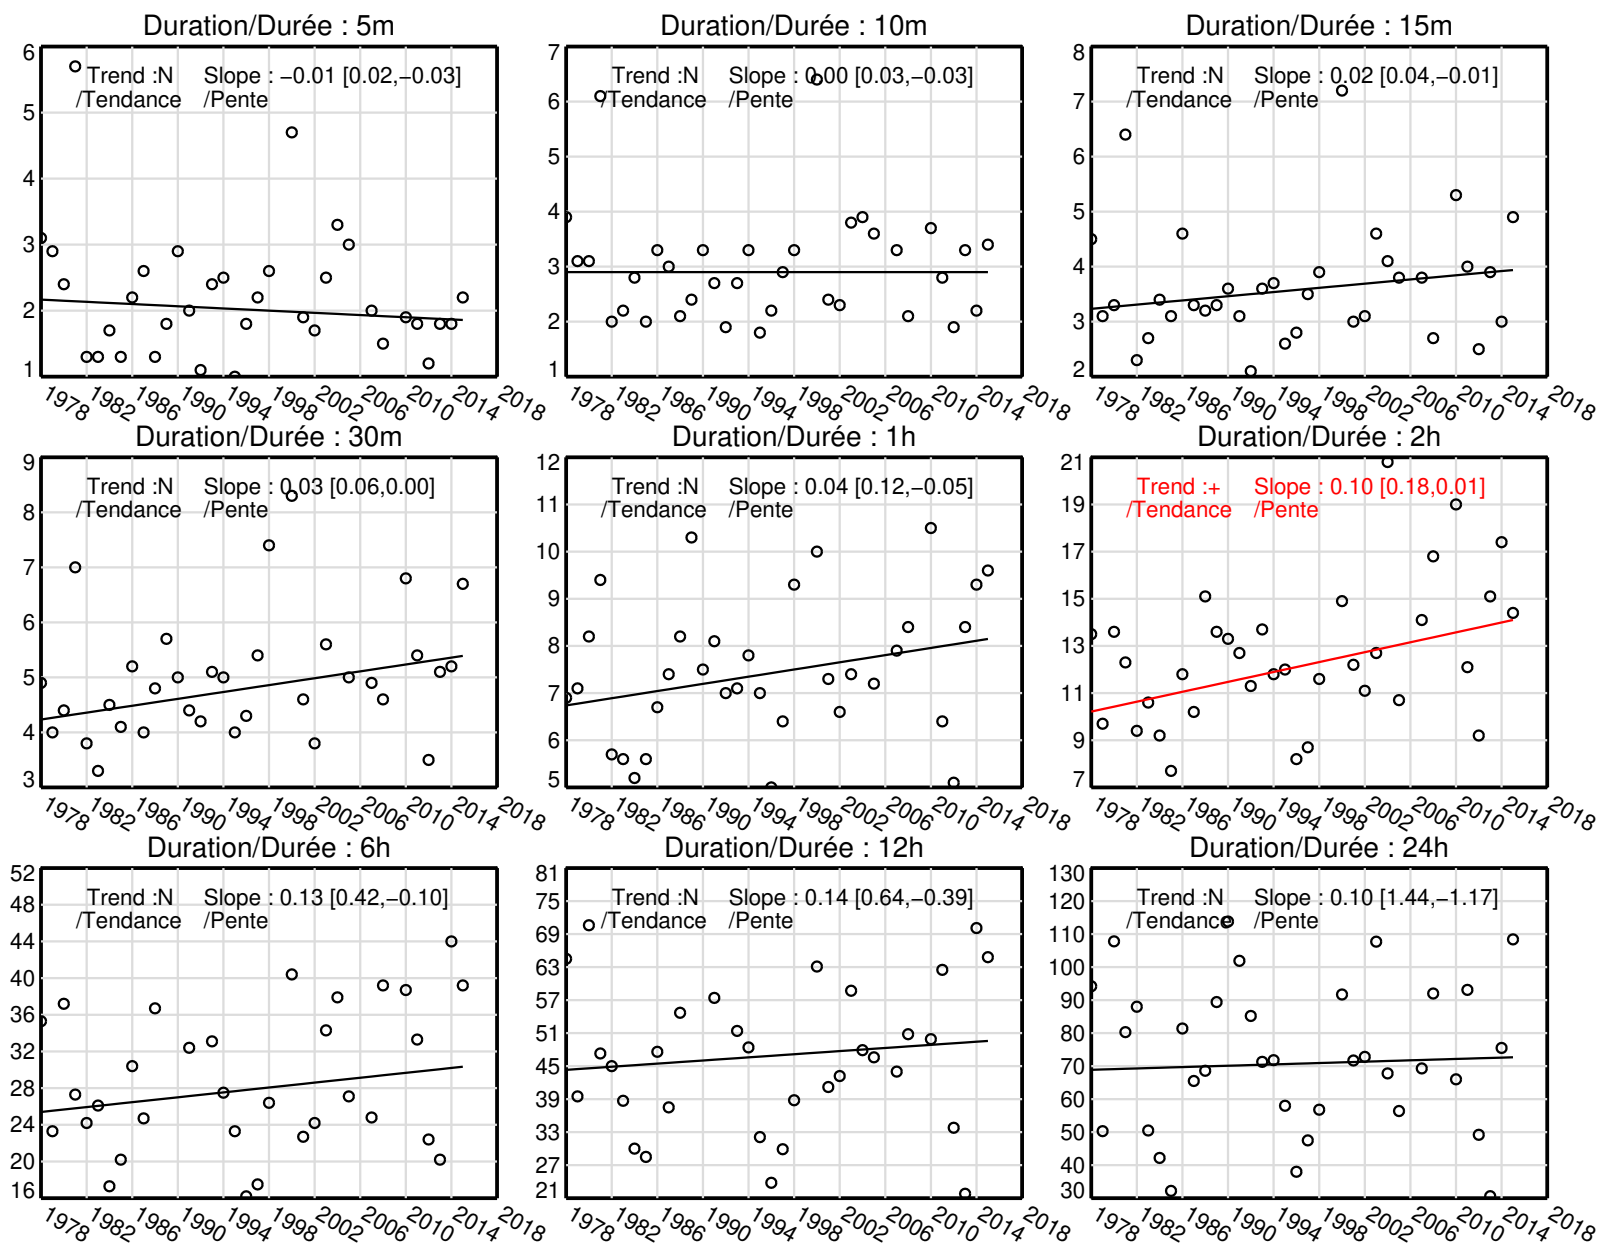 Duration/Durée : 5m
Trend :N Slope : −0.01 [0.02,−0.03]
/Tendance /Pente
6
5
4
3
2
1
1978 1982 1986 1990 1994 1998 2002 2006 2010 2014 2018
Duration/Durée : 10m
Trend :N Slope : 0.00 [0.03,−0.03]
/Tendance /Pente
7
6
5
4
3
2
1
1978 1982 1986 1990 1994 1998 2002 2006 2010 2014 2018
Duration/Durée : 15m
Trend :N Slope : 0.02 [0.04,−0.01]
/Tendance /Pente
8
7
6
5
4
3
2
1978 1982 1986 1990 1994 1998 2002 2006 2010 2014 2018
Duration/Durée : 30m
Trend :N Slope : 0.03 [0.06,0.00]
/Tendance /Pente
9
8
7
6
5
4
3
1978 1982 1986 1990 1994 1998 2002 2006 2010 2014 2018
Duration/Durée : 1h
Trend :N Slope : 0.04 [0.12,−0.05]
/Tendance /Pente
12
11
10
9
8
7
6
5
1978 1982 1986 1990 1994 1998 2002 2006 2010 2014 2018
Duration/Durée : 2h
Trend :+ Slope : 0.10 [0.18,0.01]
/Tendance /Pente
21
19
17
15
13
11
9
7
1978 1982 1986 1990 1994 1998 2002 2006 2010 2014 2018
Duration/Durée : 6h
Trend :N Slope : 0.13 [0.42,−0.10]
/Tendance /Pente
52
48
44
40
36
32
28
24
20
16
1978 1982 1986 1990 1994 1998 2002 2006 2010 2014 2018
Duration/Durée : 12h
Trend :N Slope : 0.14 [0.64,−0.39]
/Tendance /Pente
81
75
69
63
57
51
45
39
33
27
21
1978 1982 1986 1990 1994 1998 2002 2006 2010 2014 2018
Duration/Durée : 24h
Trend :N Slope : 0.10 [1.44,−1.17]
/Tendance /Pente
130
120
110
100
90
80
70
60
50
40
30
1978 1982 1986 1990 1994 1998 2002 2006 2010 2014 2018